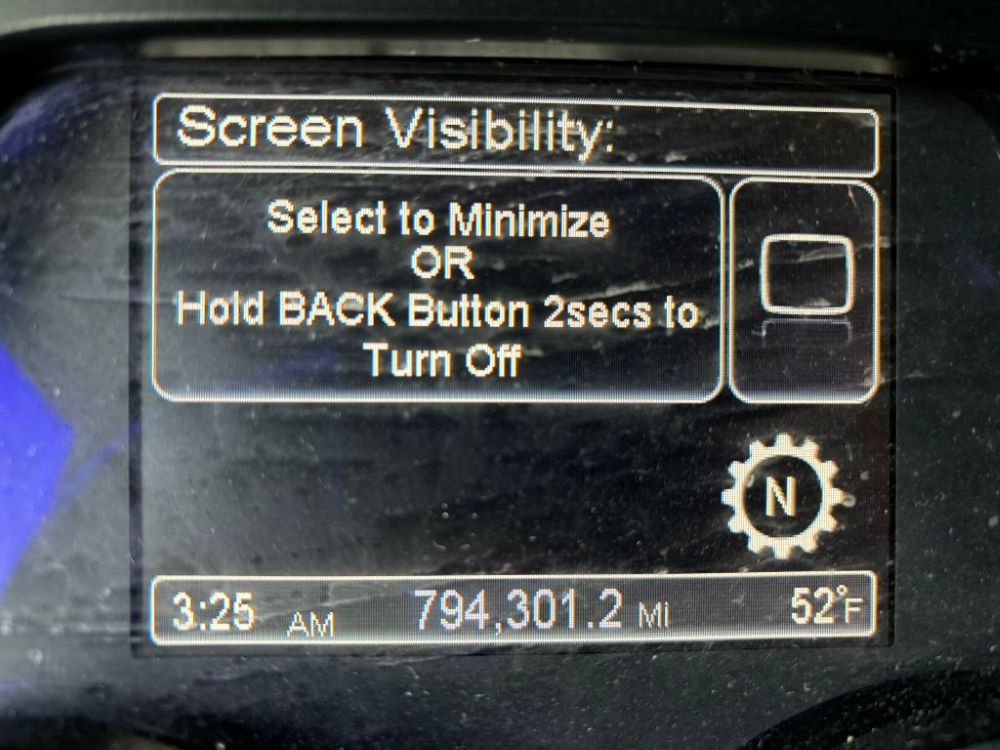 Screen Visibility:
Select to Minimize
OR
Hold BACK Button 2secs to
Turn Off
N
3:25 AM 794,301.2 Mi 52°F